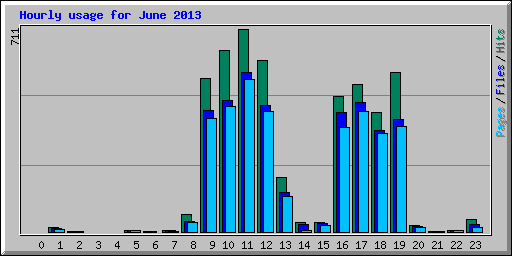 Hourly usage for June 2013
711
Pages / Files / Hits
0 1 2 3 4 5 6 7 8 9 10 11 12 13 14 15 16 17 18 19 20 21 22 23